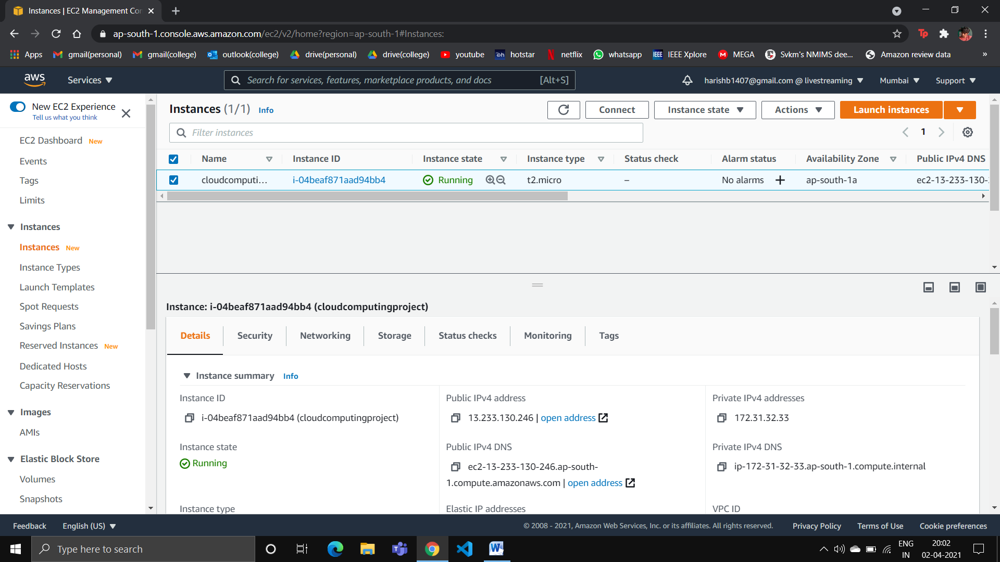 Instances | EC2 Management Con
ap-south-1.console.aws.amazon.com/ec2/v2/home?region=ap-south-1#Instances:
Apps gmail(personal) gmail(college) outlook(college) drive(personal) drive(college) youtube hotstar netflix whatsapp IEEE Xplore MEGA Svkm's NMIMS dee... Amazon review data »
aws Services Search for services, features, marketplace products, and docs [Alt+S] harishb1407@gmail.com @ livestreaming Mumbai Support
New EC2 Experience
Tell us what you think
EC2 Dashboard New
Events
Tags
Limits
Instances
Instances New
Instance Types
Launch Templates
Spot Requests
Savings Plans
Reserved Instances New
Dedicated Hosts
Capacity Reservations
Images
AMIs
Elastic Block Store
Volumes
Snapshots
Instances (1/1) Info Connect Instance state Actions Launch instances
Filter instances 1
Name Instance ID Instance state Instance type Status check Alarm status Availability Zone Public IPv4 DNS
cloudcomputi... i-04beaf871aad94bb4 Running t2.micro – No alarms ap-south-1a ec2-13-233-130-
Instance: i-04beaf871aad94bb4 (cloudcomputingproject)
Details Security Networking Storage Status checks Monitoring Tags
Instance summary Info
Instance ID Public IPv4 address Private IPv4 addresses
i-04beaf871aad94bb4 (cloudcomputingproject) 13.233.130.246 | open address 172.31.32.33
Instance state Public IPv4 DNS Private IPv4 DNS
Running ec2-13-233-130-246.ap-south- ip-172-31-32-33.ap-south-1.compute.internal
1.compute.amazonaws.com | open address
Instance type Elastic IP addresses VPC ID
Feedback English (US) © 2008 - 2021, Amazon Web Services, Inc. or its affiliates. All rights reserved. Privacy Policy Terms of Use Cookie preferences
Type here to search
ENG 20:02
IN 02-04-2021